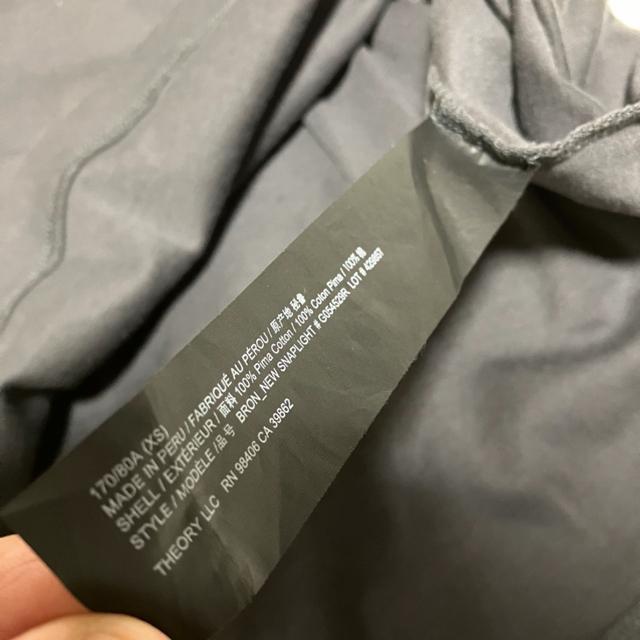 170/80A (XS)
MADE IN PERU / FABRIQUÉ AU PÉROU / 原产地 秘鲁
SHELL / EXTÉRIEUR / 面料 100% Pima Cotton / 100% Coton Pima / 100% 棉
STYLE / MODÈLE / 品号 BRON_NEW SNAPLIGHT # G054526R LOT #
THEORY LLC RN 98406 CA 39862